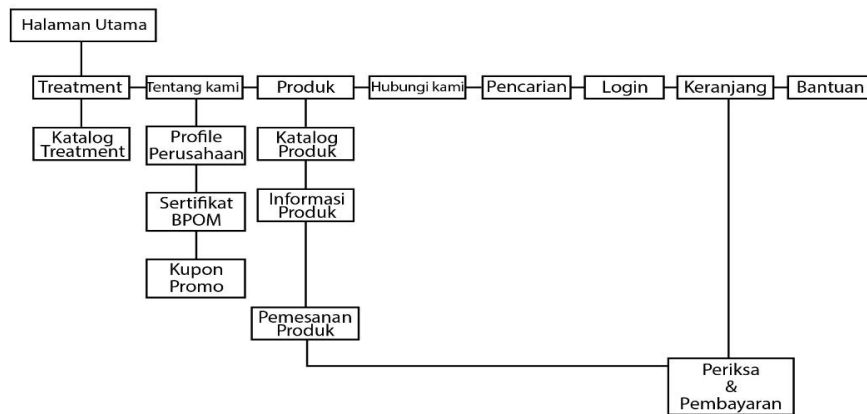 Halaman Utama
Treatment
Tentang kami
Produk
Hubungi kami
Pencarian
Login
Keranjang
Bantuan
Katalog
Treatment
Profile
Perusahaan
Katalog
Produk
Sertifikat
BPOM
Informasi
Produk
Kupon
Promo
Pemesanan
Produk
Periksa
&
Pembayaran